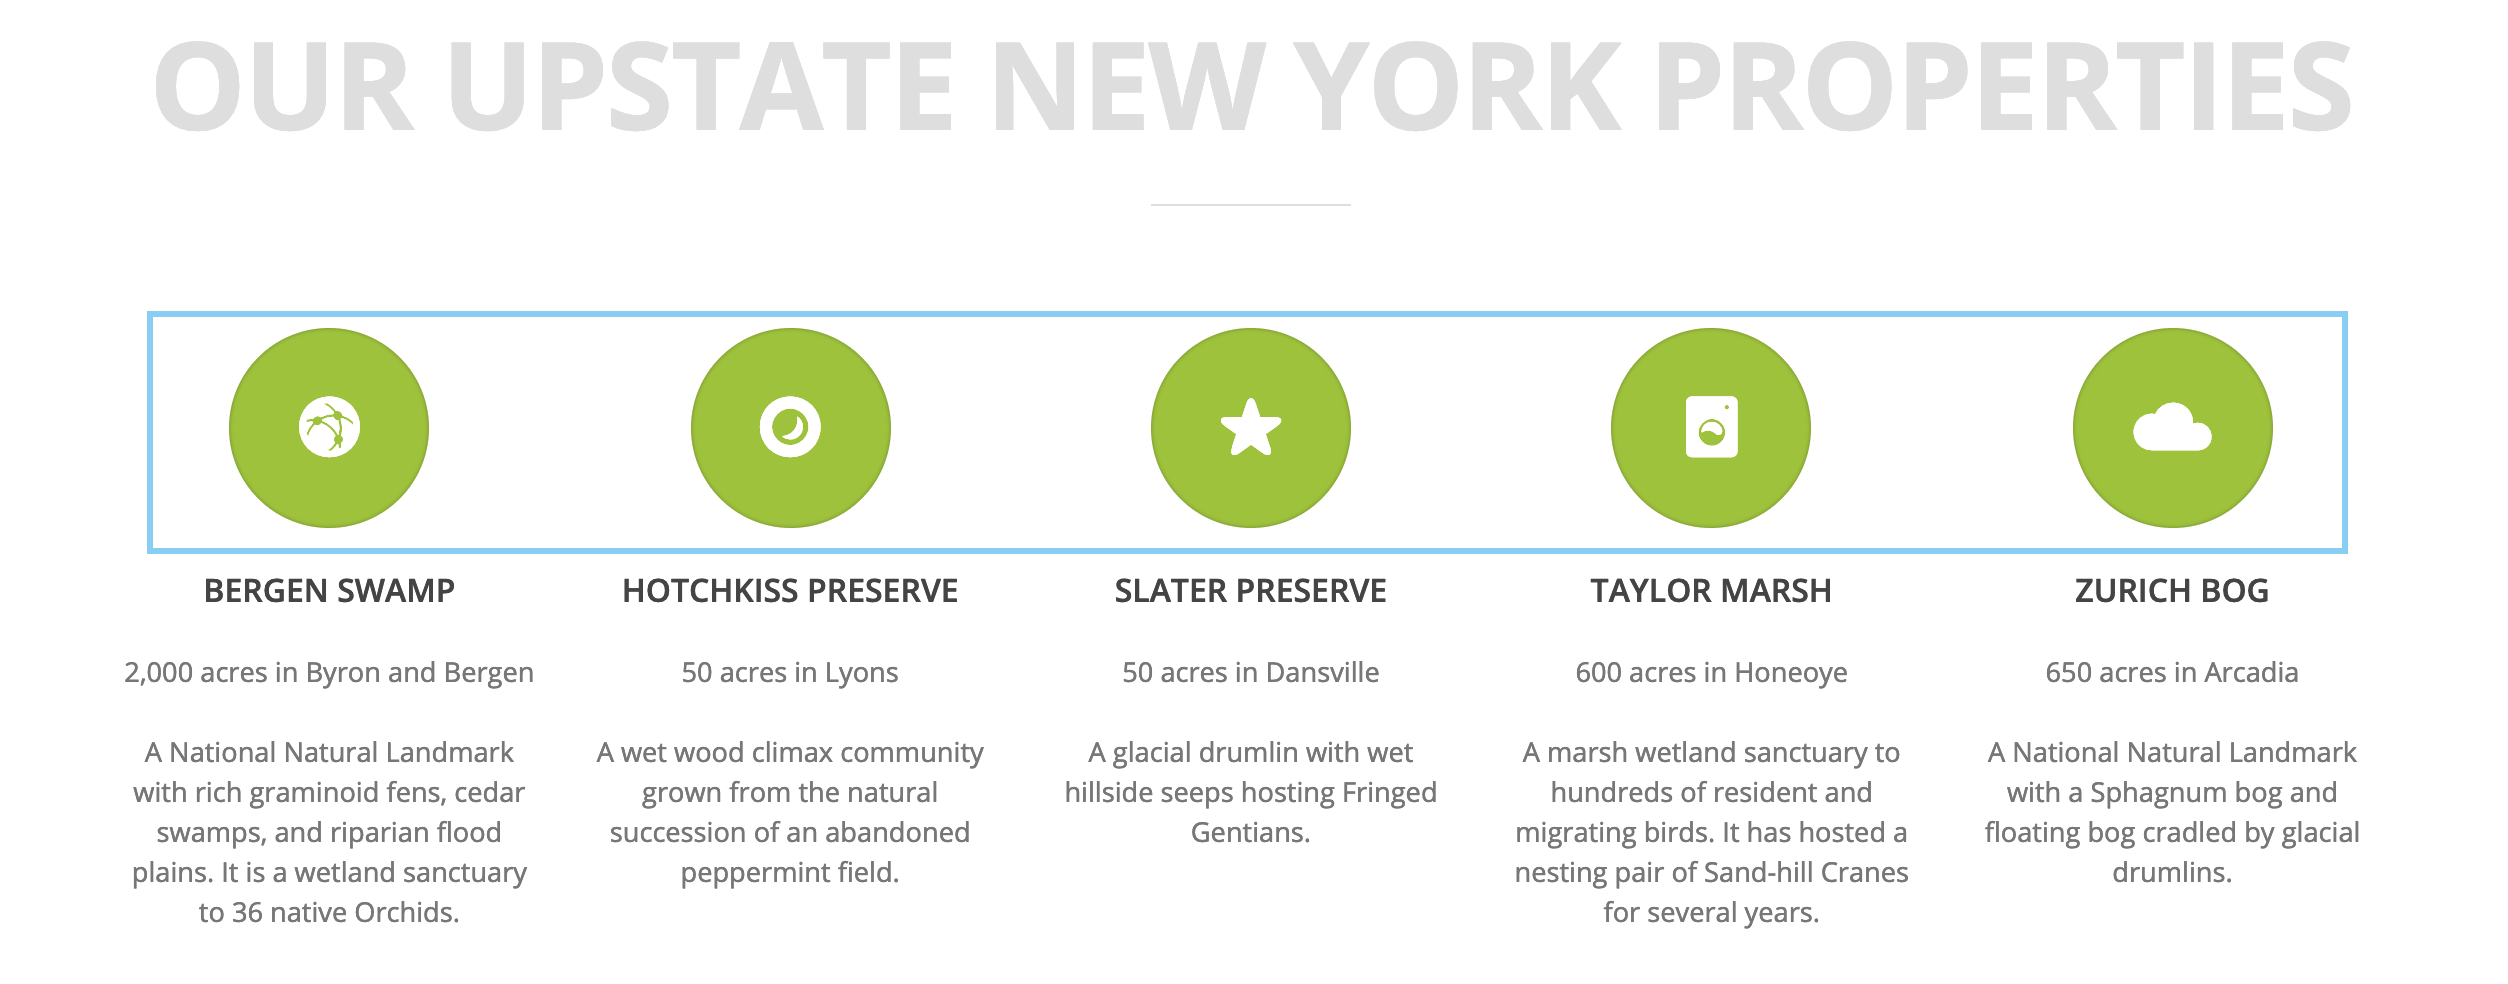 OUR UPSTATE NEW YORK PROPERTIES
BERGEN SWAMP
2,000 acres in Byron and Bergen
A National Natural Landmark
with rich graminoid fens, cedar
swamps, and riparian flood
plains. It is a wetland sanctuary
to 36 native Orchids.
HOTCHKISS PRESERVE
50 acres in Lyons
A wet wood climax community
grown from the natural
succession of an abandoned
peppermint field.
SLATER PRESERVE
50 acres in Dansville
A glacial drumlin with wet
hillside seeps hosting Fringed
Gentians.
TAYLOR MARSH
600 acres in Honeoye
A marsh wetland sanctuary to
hundreds of resident and
migrating birds. It has hosted a
nesting pair of Sand-hill Cranes
for several years.
ZURICH BOG
650 acres in Arcadia
A National Natural Landmark
with a Sphagnum bog and
floating bog cradled by glacial
drumlins.